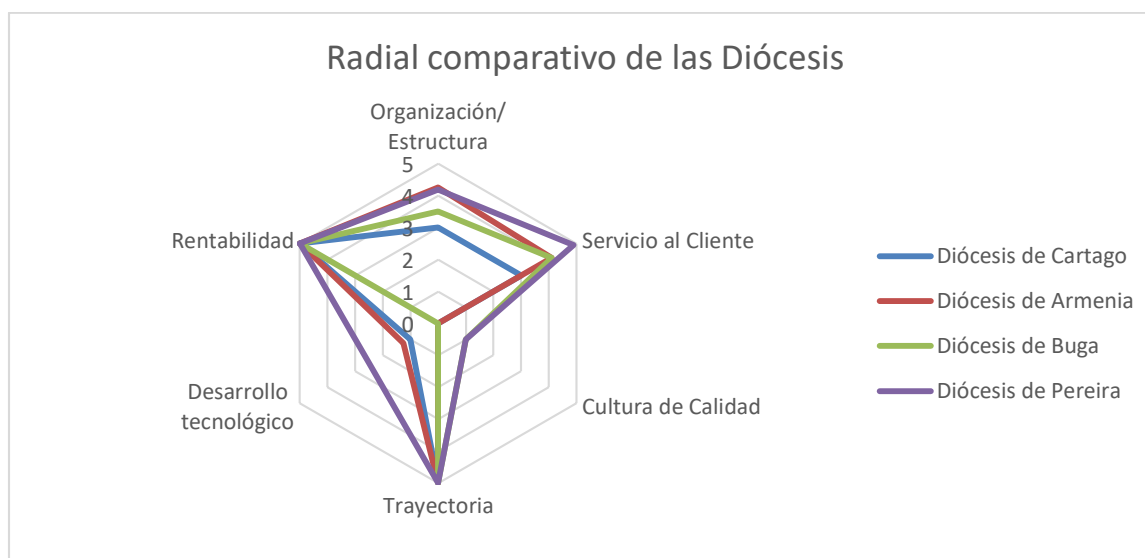 Radial comparativo de las Diócesis
Organización/
Estructura
5
4
3
2
1
0
Servicio al Cliente
Cultura de Calidad
Trayectoria
Desarrollo
tecnológico
Rentabilidad
Diócesis de Cartago
Diócesis de Armenia
Diócesis de Buga
Diócesis de Pereira